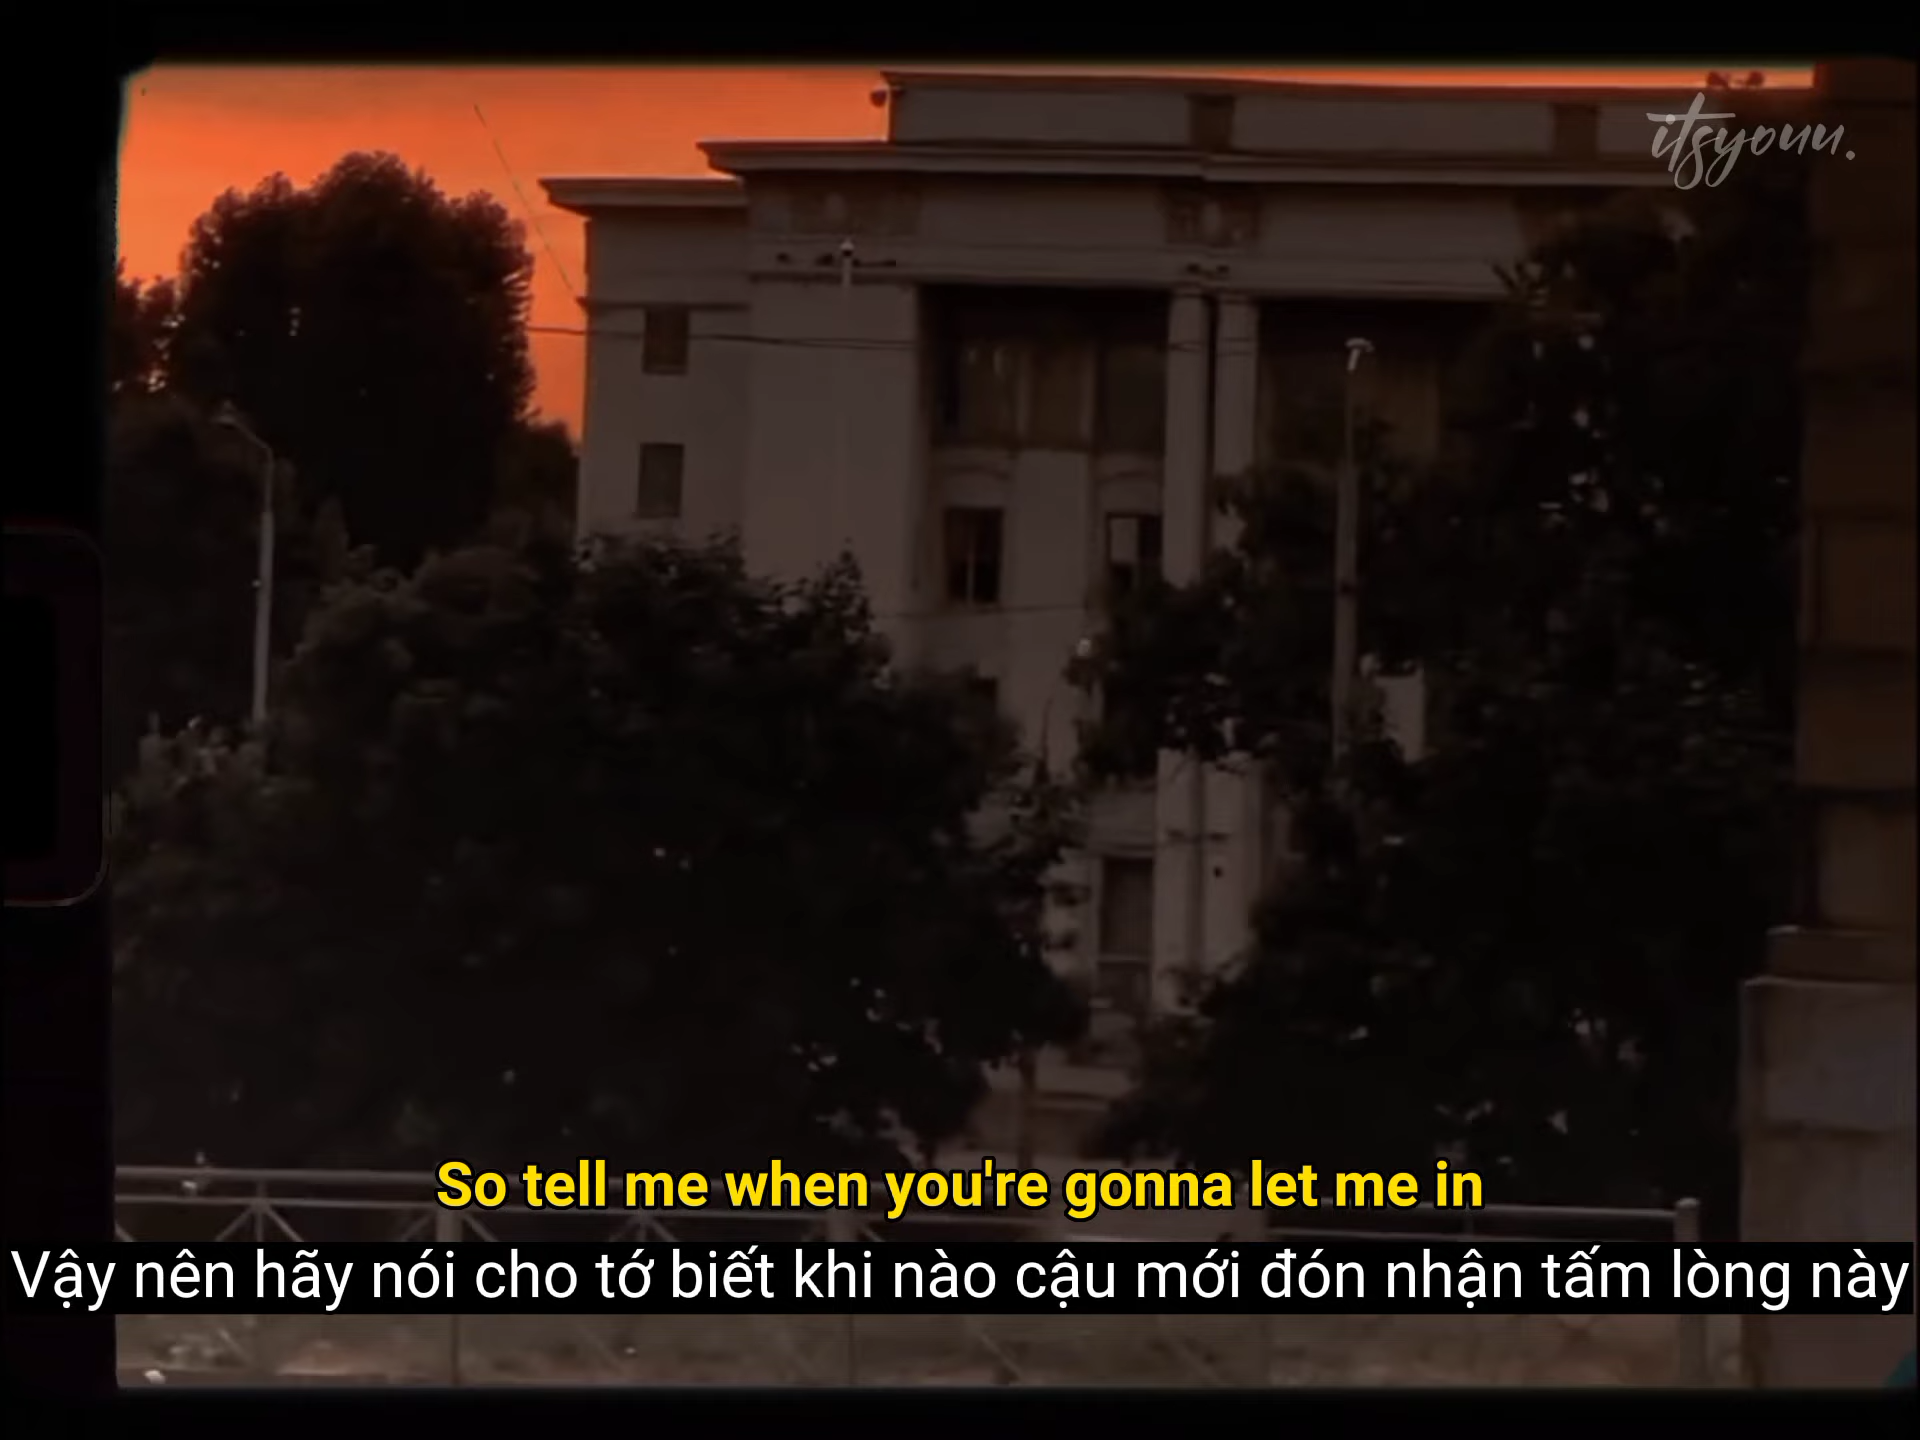 itsyouu.
So tell me when you're gonna let me in
Vậy nên hãy nói cho tớ biết khi nào cậu mới đón nhận tấm lòng này